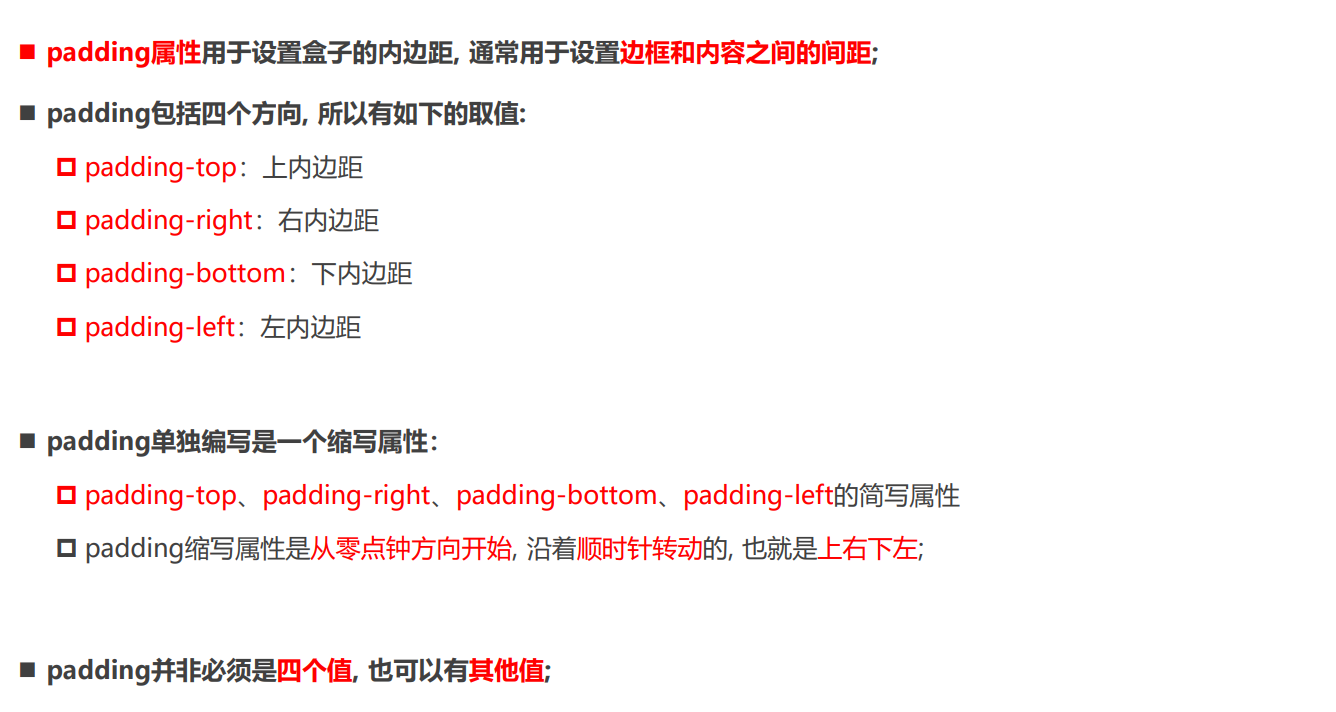 padding属性用于设置盒子的内边距, 通常用于设置边框和内容之间的间距;
padding包括四个方向, 所以有如下的取值:
padding-top：上内边距
padding-right：右内边距
padding-bottom：下内边距
padding-left：左内边距
padding单独编写是一个缩写属性：
padding-top、padding-right、padding-bottom、padding-left的简写属性
padding缩写属性是从零点钟方向开始, 沿着顺时针转动的, 也就是上右下左;
padding并非必须是四个值, 也可以有其他值;